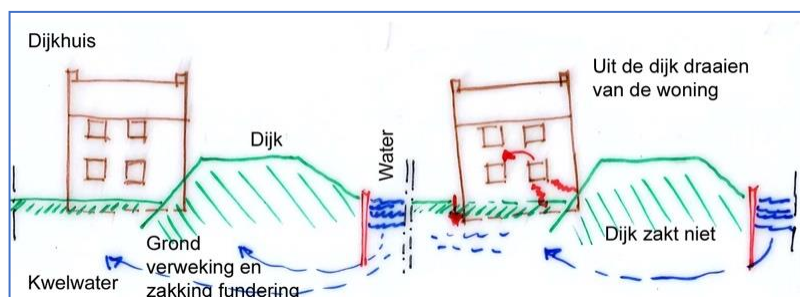 Dijkhuis
Dijk
Water
Grond
verweking en
zakking fundering
Kwelwater
Uit de dijk draaien
van de woning
Dijk zakt niet